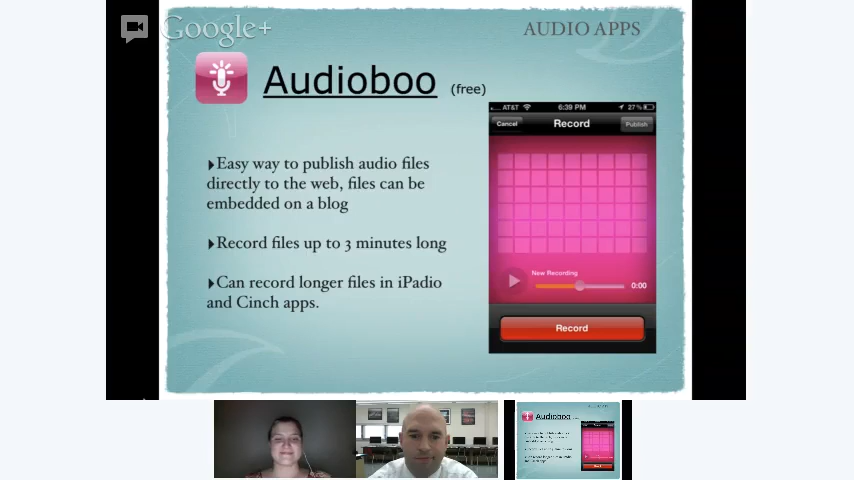 Google+
AUDIO APPS
Audioboo (free)
AT&T 6:39 PM 27%
Cancel Record Publish
▸Easy way to publish audio files
directly to the web, files can be
embedded on a blog
▸Record files up to 3 minutes long
▸Can record longer files in iPadio
and Cinch apps.
New Recording
0:00
Record
Audioboo